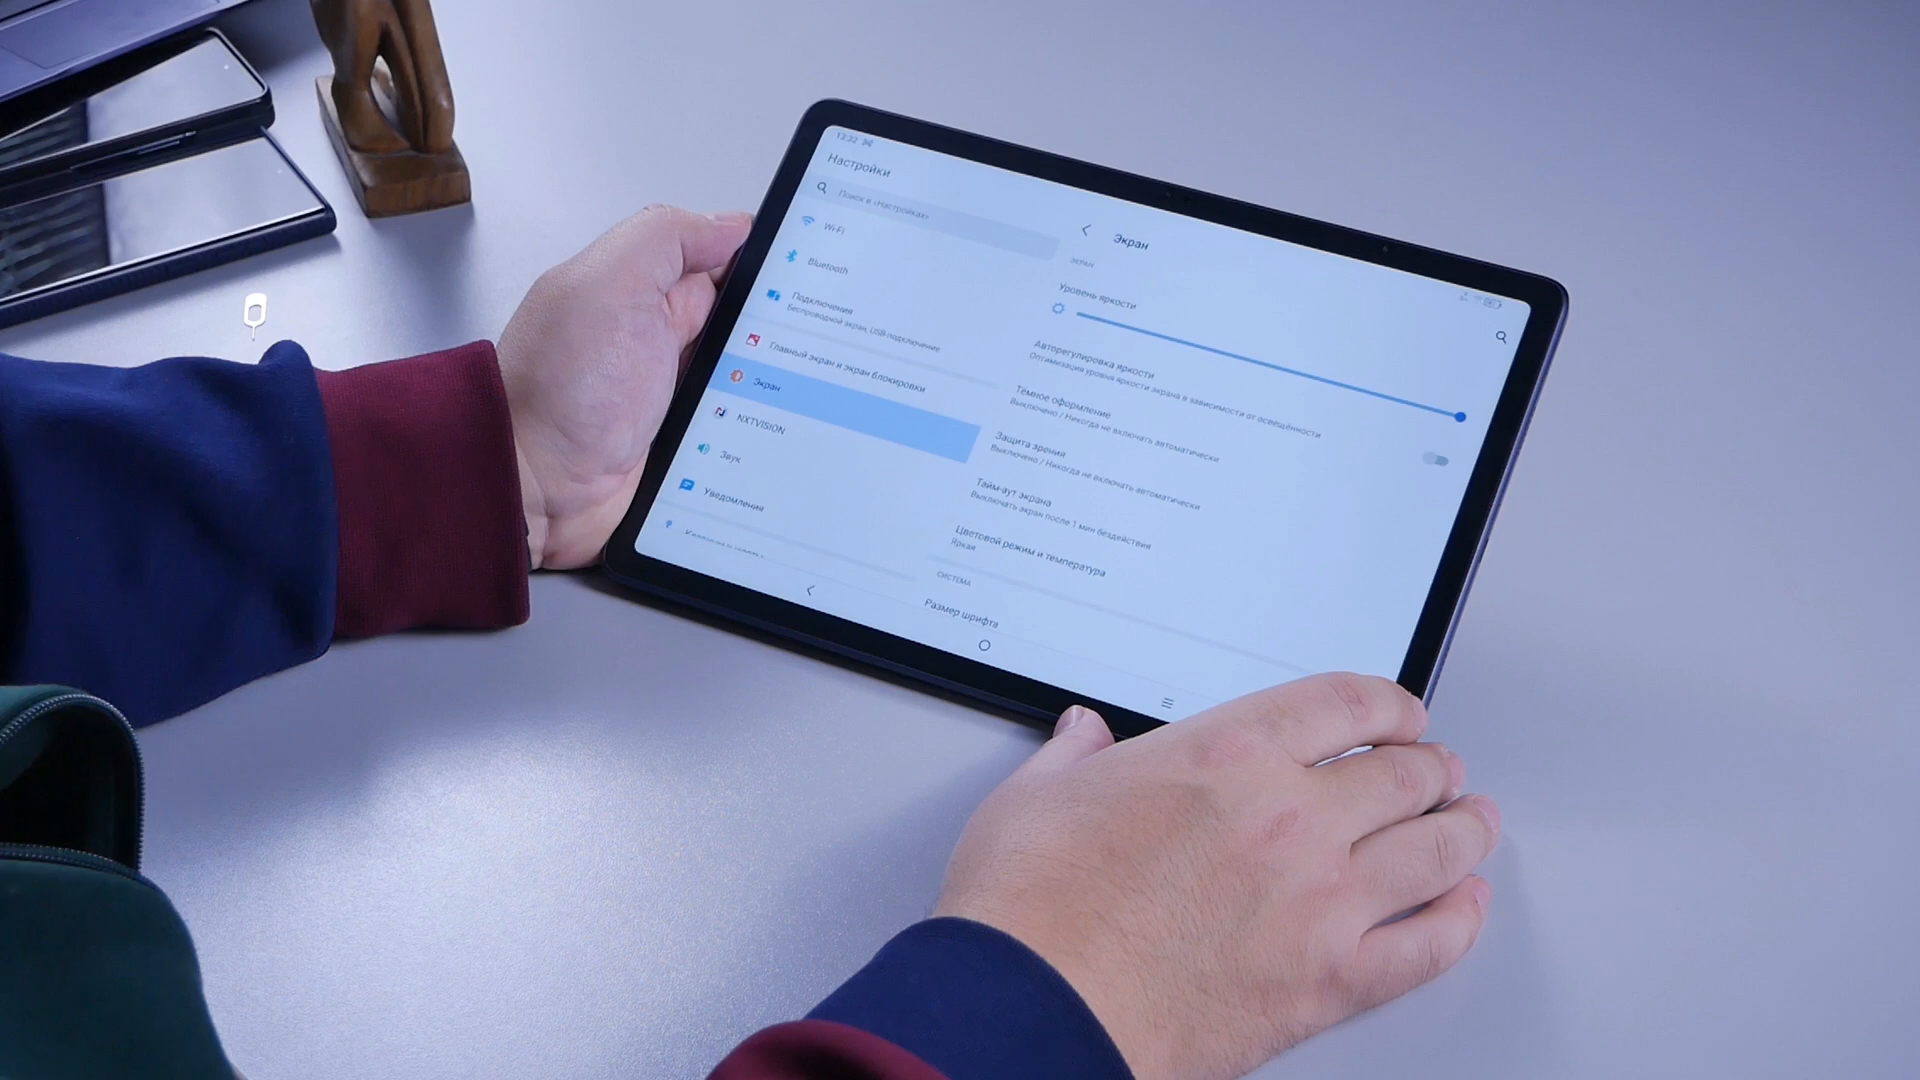 13:32
Настройки
Поиск в «Настройках»
Wi-Fi
Bluetooth
Подключения
Беспроводной экран, USB-подключение
Главный экран и экран блокировки
Экран
NXTVISION
Звук
Уведомления
Экран
ЭКРАН
Уровень яркости
Авторегулировка яркости
Оптимизация уровня яркости экрана в зависимости от освещённости
Тёмное оформление
Выключено / Никогда не включать автоматически
Защита зрения
Выключено / Никогда не включать автоматически
Тайм-аут экрана
Выключать экран после 1 мин бездействия
Цветовой режим и температура
Яркая
СИСТЕМА
Размер шрифта